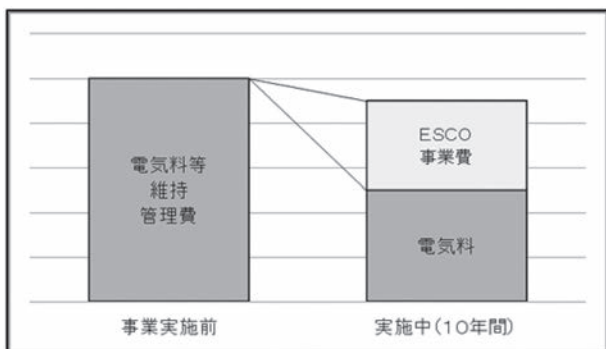 電気料等
維持
管理費
ESCO
事業費
電気料
事業実施前
実施中(10年間)